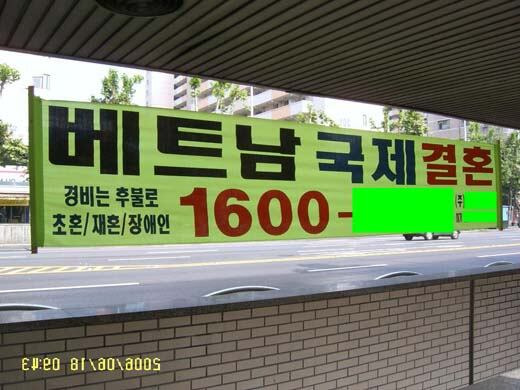 베트남 국제결혼
경비는 후불로
초혼/재혼/장애인
1600-
(주)
2006/06/18 09:43